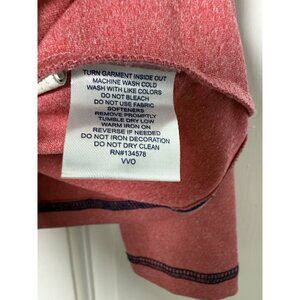 TURN GARMENT INSIDE OUT
MACHINE WASH COLD
WASH WITH LIKE COLORS
DO NOT BLEACH
DO NOT USE FABRIC
SOFTENERS
REMOVE PROMPTLY
TUMBLE DRY LOW
WARM IRON ON
REVERSE IF NEEDED
DO NOT IRON DECORATION
DO NOT DRY CLEAN
RN#134578
VVO